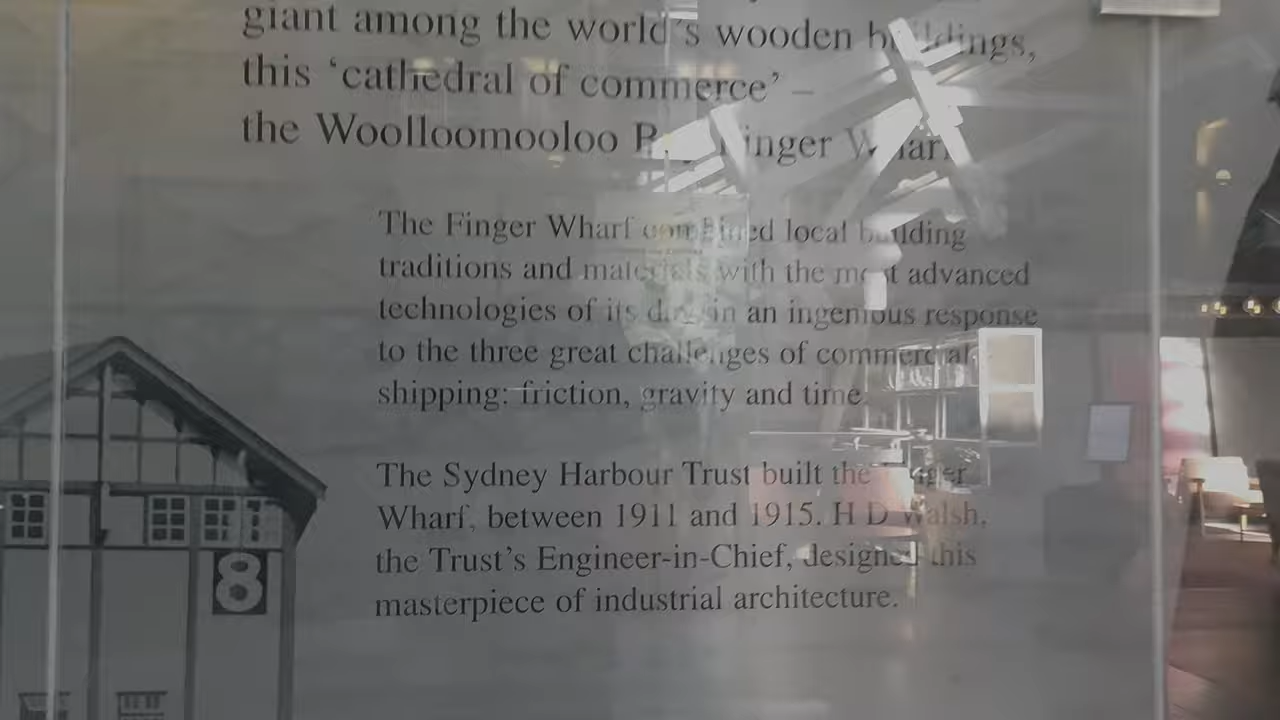 giant among the world's wooden buildings,
this ‘cathedral of commerce’ –
the Woolloomooloo Finger Wharf
The Finger Wharf combined local building
traditions and materials with the most advanced
technologies of its day in an ingenious response
to the three great challenges of commercial
shipping: friction, gravity and time.
The Sydney Harbour Trust built the Finger
Wharf, between 1911 and 1915. H D Walsh,
the Trust’s Engineer-in-Chief, designed this
masterpiece of industrial architecture.
8